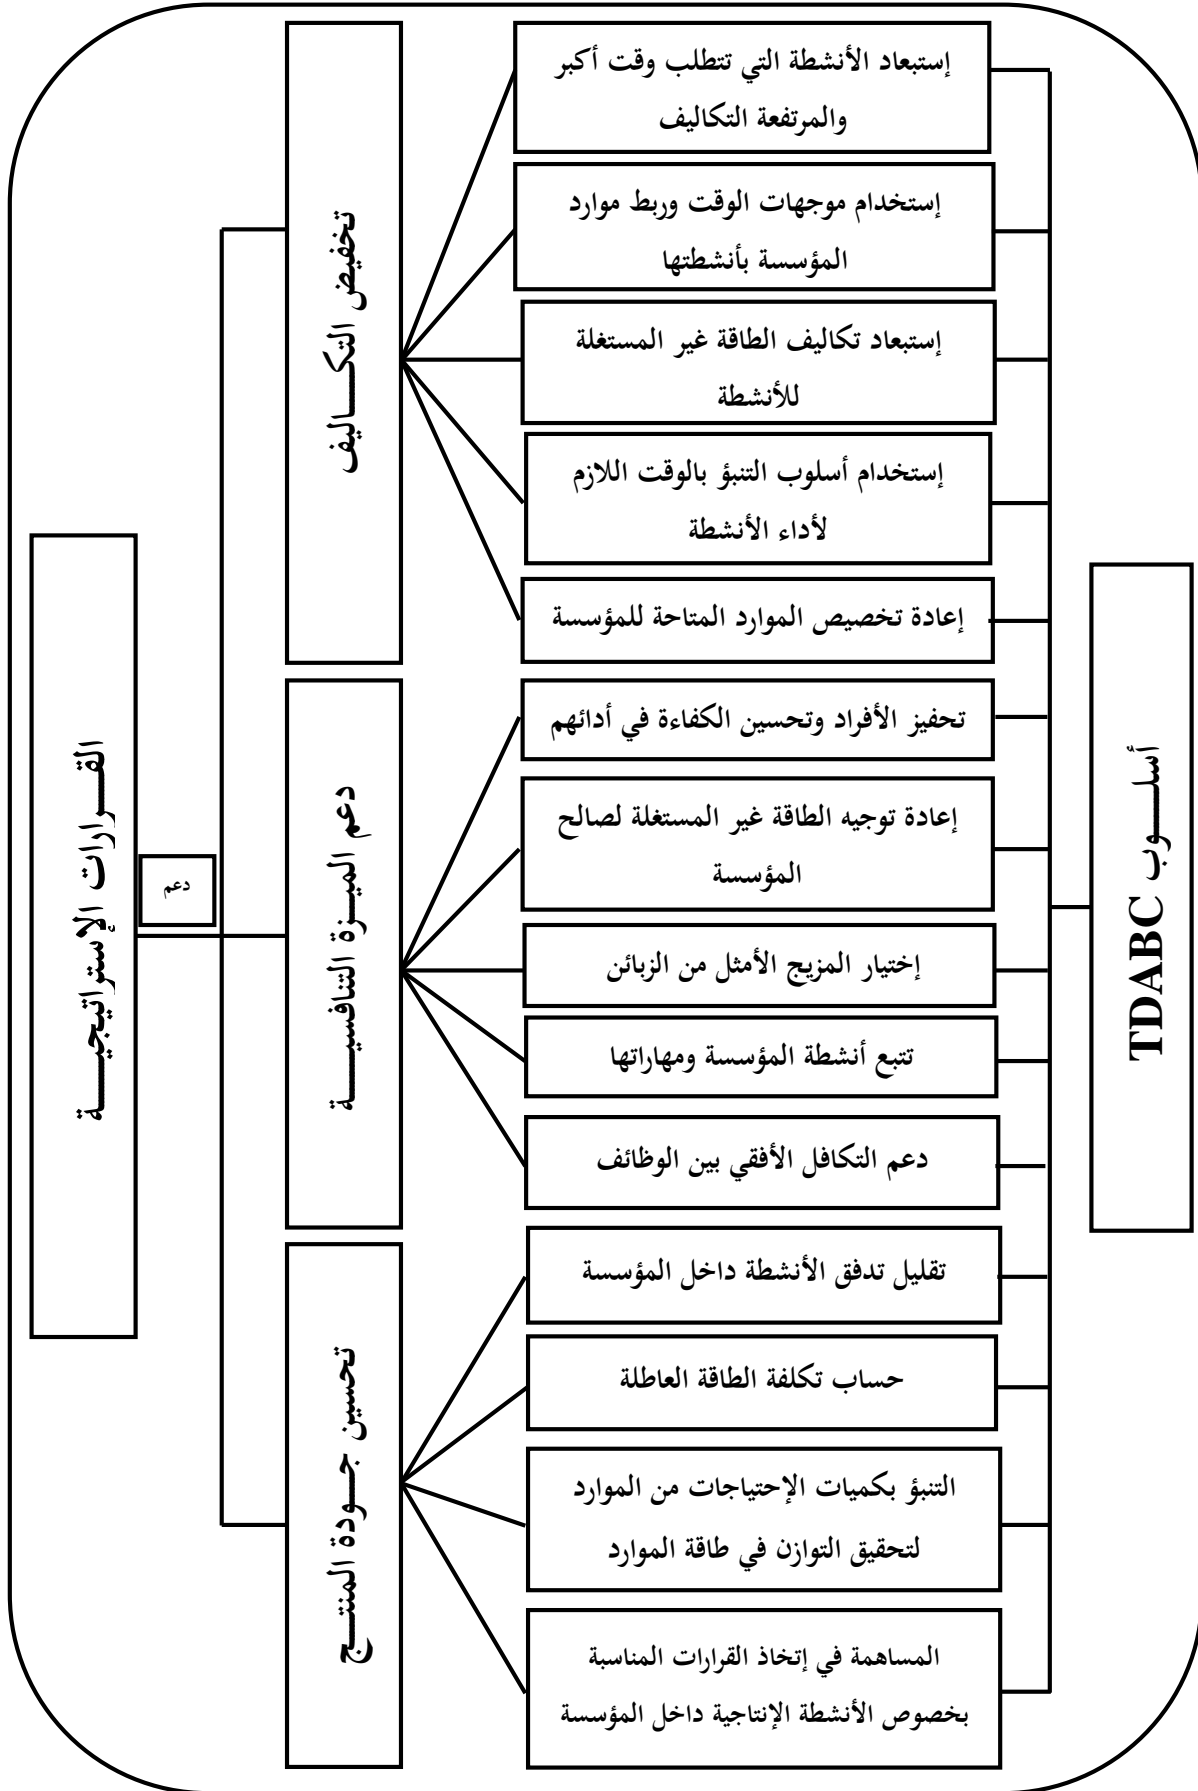 أسلـــوب TDABC
إستبعاد الأنشطة التي تتطلب وقت أكبر
والمرتفعة التكاليف
إستخدام موجهات الوقت وربط موارد
المؤسسة بأنشطتها
إستبعاد تكاليف الطاقة غير المستغلة
للأنشطة
إستخدام أسلوب التنبؤ بالوقت اللازم
لأداء الأنشطة
إعادة تخصيص الموارد المتاحة للمؤسسة
تحفيز الأفراد وتحسين الكفاءة في أدائهم
إعادة توجيه الطاقة غير المستغلة لصالح
المؤسسة
إختيار المزيج الأمثل من الزبائن
تتبع أنشطة المؤسسة ومهاراتها
دعم التكافل الأفقي بين الوظائف
تقليل تدفق الأنشطة داخل المؤسسة
حساب تكلفة الطاقة العاطلة
التنبؤ بكميات الإحتياجات من الموارد
لتحقيق التوازن في طاقة الموارد
المساهمة في إتخاذ القرارات المناسبة
بخصوص الأنشطة الإنتاجية داخل المؤسسة
تخفيض التكـــاليف
دعم الميـــزة التنافسيـــة
تحسين جـــودة المنتـــج
دعم
القـــرارات الإستراتيجيـــة